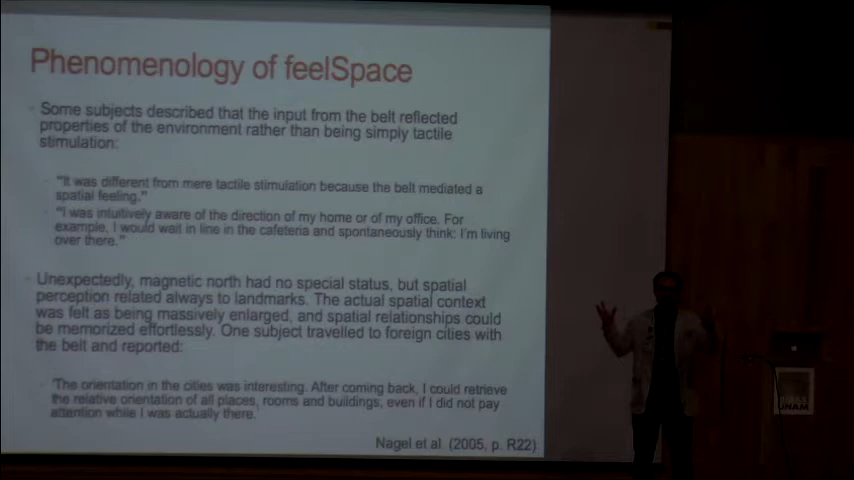 Phenomenology of feelSpace
Some subjects described that the input from the belt reflected
properties of the environment rather than being simply tactile
stimulation:
"It was different from mere tactile stimulation because the belt mediated a
spatial feeling."
"I was intuitively aware of the direction of my home or of my office. For
example, I would wait in line in the cafeteria and spontaneously think: I'm living
over there."
Unexpectedly, magnetic north had no special status, but spatial
perception related always to landmarks. The actual spatial context
was felt as being massively enlarged, and spatial relationships could
be memorized effortlessly. One subject travelled to foreign cities with
the belt and reported:
"The orientation in the cities was interesting. After coming back, I could retrieve
the relative orientation of all places, rooms and buildings, even if I did not pay
attention while I was actually there."
Nagel et al. (2005, p. R22)
UNAM